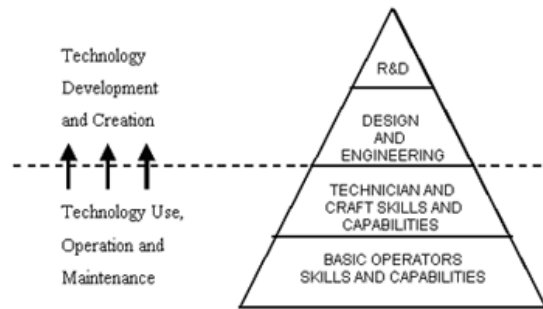 Technology
Development
and Creation
Technology Use,
Operation and
Maintenance
R&D
DESIGN
AND
ENGINEERING
TECHNICIAN AND
CRAFT SKILLS AND
CAPABILITIES
BASIC OPERATORS
SKILLS AND CAPABILITIES